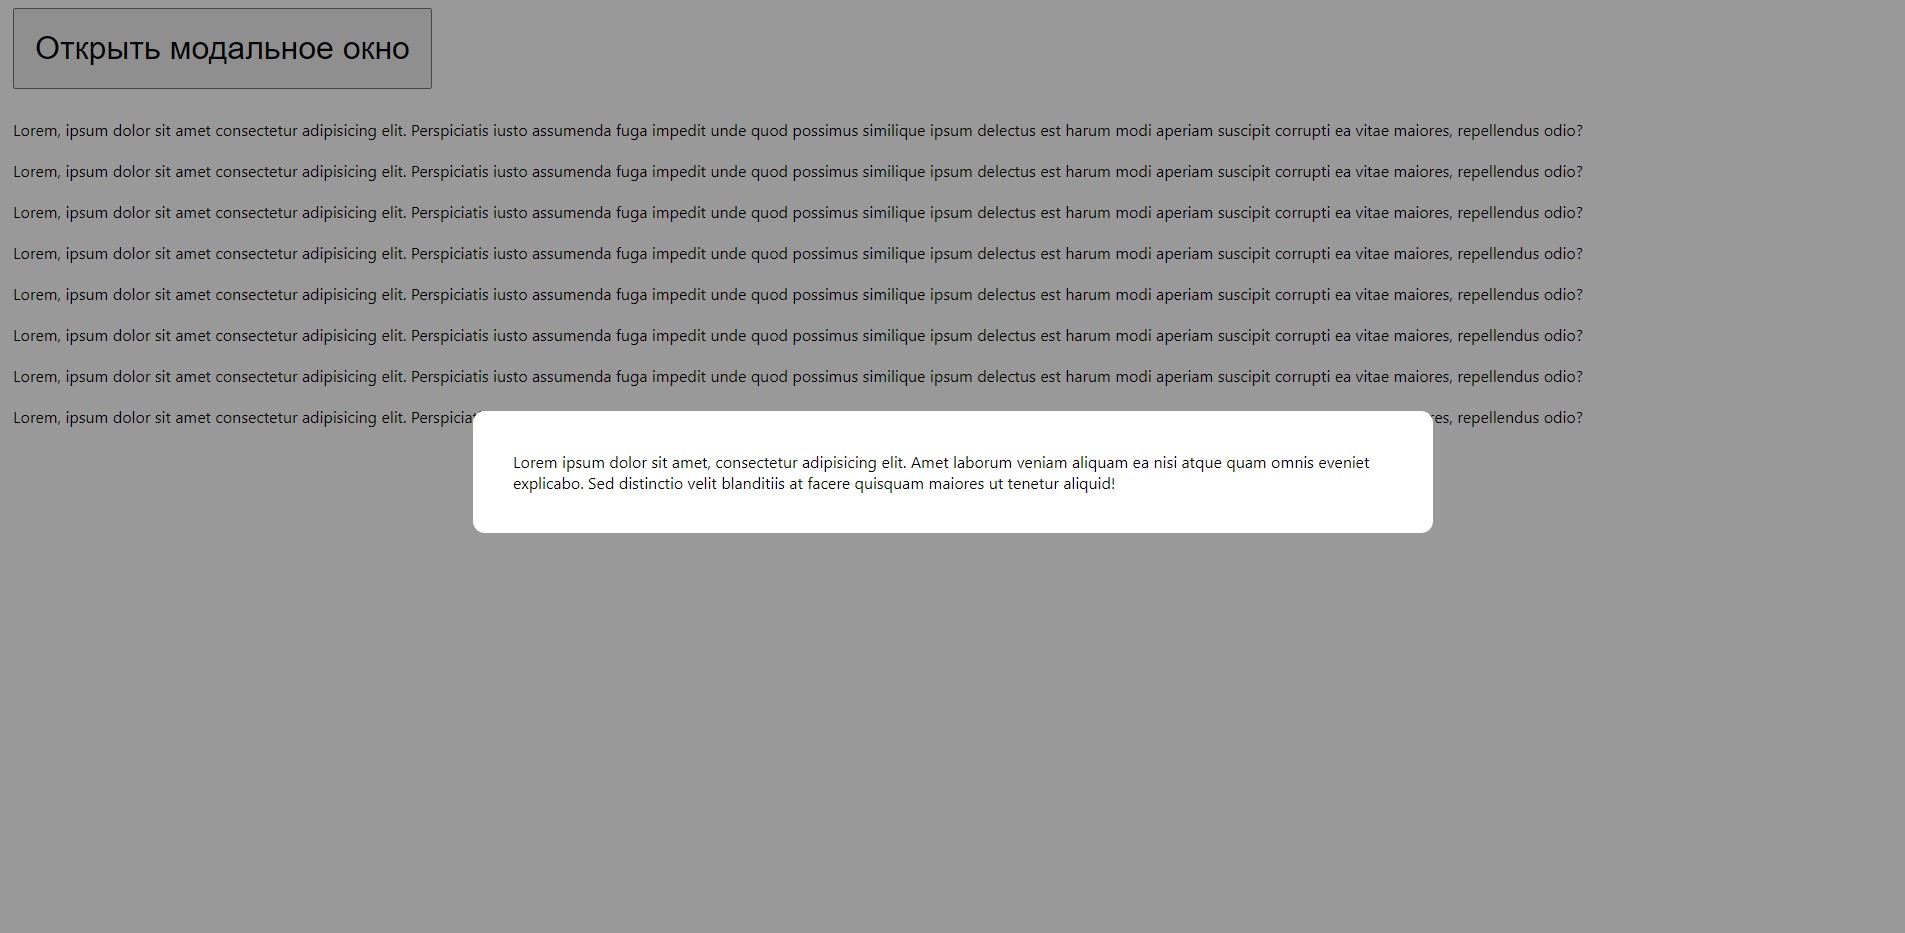 Открыть модальное окно
Lorem, ipsum dolor sit amet consectetur adipisicing elit. Perspiciatis iusto assumenda fuga impedit unde quod possimus similique ipsum delectus est harum modi aperiam suscipit corrupti ea vitae maiores, repellendus odio?
Lorem, ipsum dolor sit amet consectetur adipisicing elit. Perspiciatis iusto assumenda fuga impedit unde quod possimus similique ipsum delectus est harum modi aperiam suscipit corrupti ea vitae maiores, repellendus odio?
Lorem, ipsum dolor sit amet consectetur adipisicing elit. Perspiciatis iusto assumenda fuga impedit unde quod possimus similique ipsum delectus est harum modi aperiam suscipit corrupti ea vitae maiores, repellendus odio?
Lorem, ipsum dolor sit amet consectetur adipisicing elit. Perspiciatis iusto assumenda fuga impedit unde quod possimus similique ipsum delectus est harum modi aperiam suscipit corrupti ea vitae maiores, repellendus odio?
Lorem, ipsum dolor sit amet consectetur adipisicing elit. Perspiciatis iusto assumenda fuga impedit unde quod possimus similique ipsum delectus est harum modi aperiam suscipit corrupti ea vitae maiores, repellendus odio?
Lorem, ipsum dolor sit amet consectetur adipisicing elit. Perspiciatis iusto assumenda fuga impedit unde quod possimus similique ipsum delectus est harum modi aperiam suscipit corrupti ea vitae maiores, repellendus odio?
Lorem, ipsum dolor sit amet consectetur adipisicing elit. Perspiciatis iusto assumenda fuga impedit unde quod possimus similique ipsum delectus est harum modi aperiam suscipit corrupti ea vitae maiores, repellendus odio?
Lorem, ipsum dolor sit amet consectetur adipisicing elit. repellendus odio?
Lorem ipsum dolor sit amet, consectetur adipisicing elit. Amet laborum veniam aliquam ea nisi atque quam omnis eveniet
explicabo. Sed distinctio velit blanditiis at facere quisquam maiores ut tenetur aliquid!